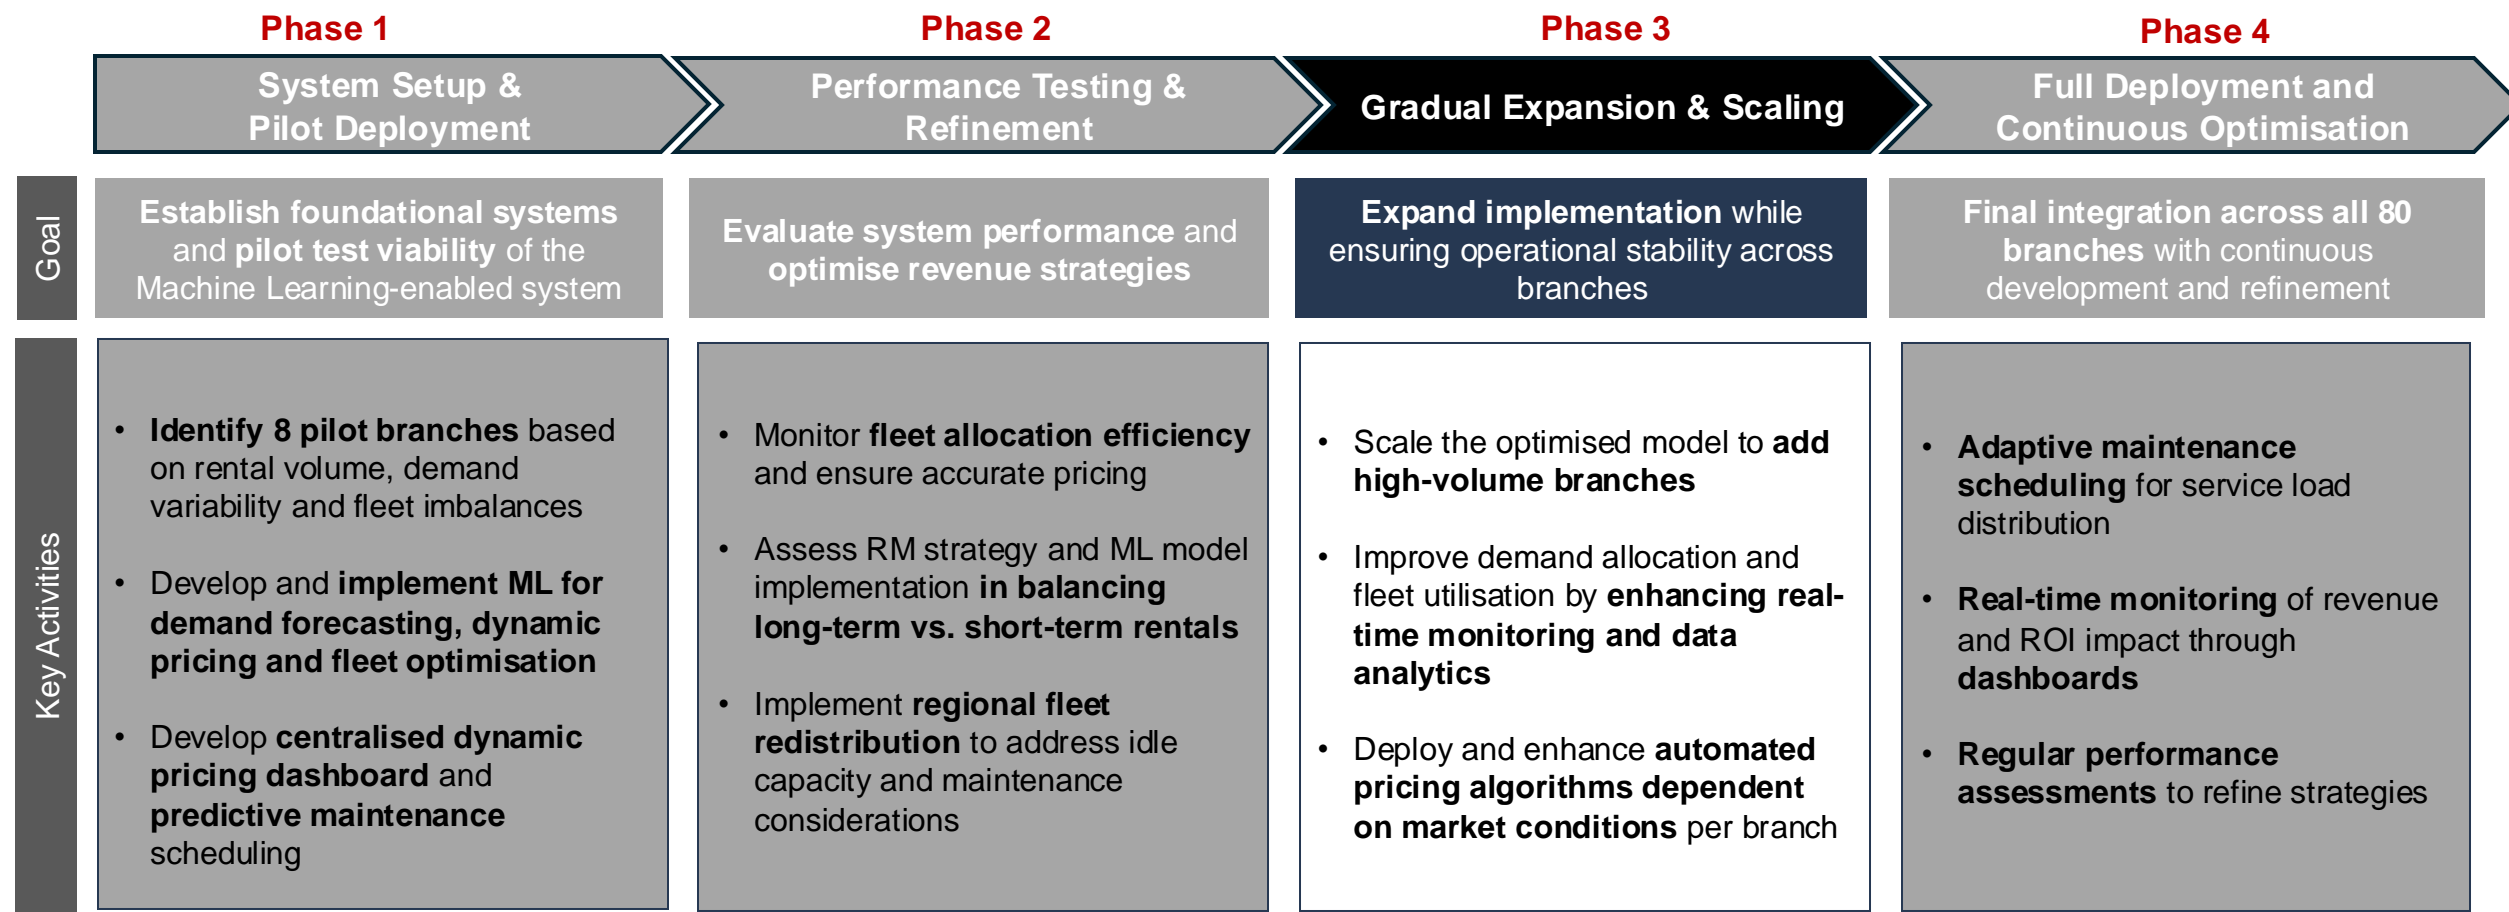 Phase 1
Phase 2
Phase 3
Phase 4
System Setup &
Pilot Deployment
Performance Testing &
Refinement
Gradual Expansion & Scaling
Full Deployment and
Continuous Optimisation
Goal
Establish foundational systems
and pilot test viability of the
Machine Learning-enabled system
Evaluate system performance and
optimise revenue strategies
Expand implementation while
ensuring operational stability across
branches
Final integration across all 80
branches with continuous
development and refinement
Key Activities
• Identify 8 pilot branches based
on rental volume, demand
variability and fleet imbalances
• Develop and implement ML for
demand forecasting, dynamic
pricing and fleet optimisation
• Develop centralised dynamic
pricing dashboard and
predictive maintenance
scheduling
• Monitor fleet allocation efficiency
and ensure accurate pricing
• Assess RM strategy and ML model
implementation in balancing
long-term vs. short-term rentals
• Implement regional fleet
redistribution to address idle
capacity and maintenance
considerations
• Scale the optimised model to add
high-volume branches
• Improve demand allocation and
fleet utilisation by enhancing real-
time monitoring and data
analytics
• Deploy and enhance automated
pricing algorithms dependent
on market conditions per branch
• Adaptive maintenance
scheduling for service load
distribution
• Real-time monitoring of revenue
and ROI impact through
dashboards
• Regular performance
assessments to refine strategies